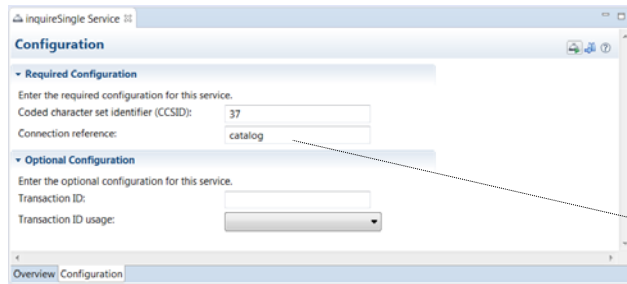 inquireSingle Service
Configuration
Required Configuration
Enter the required configuration for this service.
Coded character set identifier (CCSID): 37
Connection reference: catalog
Optional Configuration
Enter the optional configuration for this service.
Transaction ID:
Transaction ID usage:
Overview Configuration